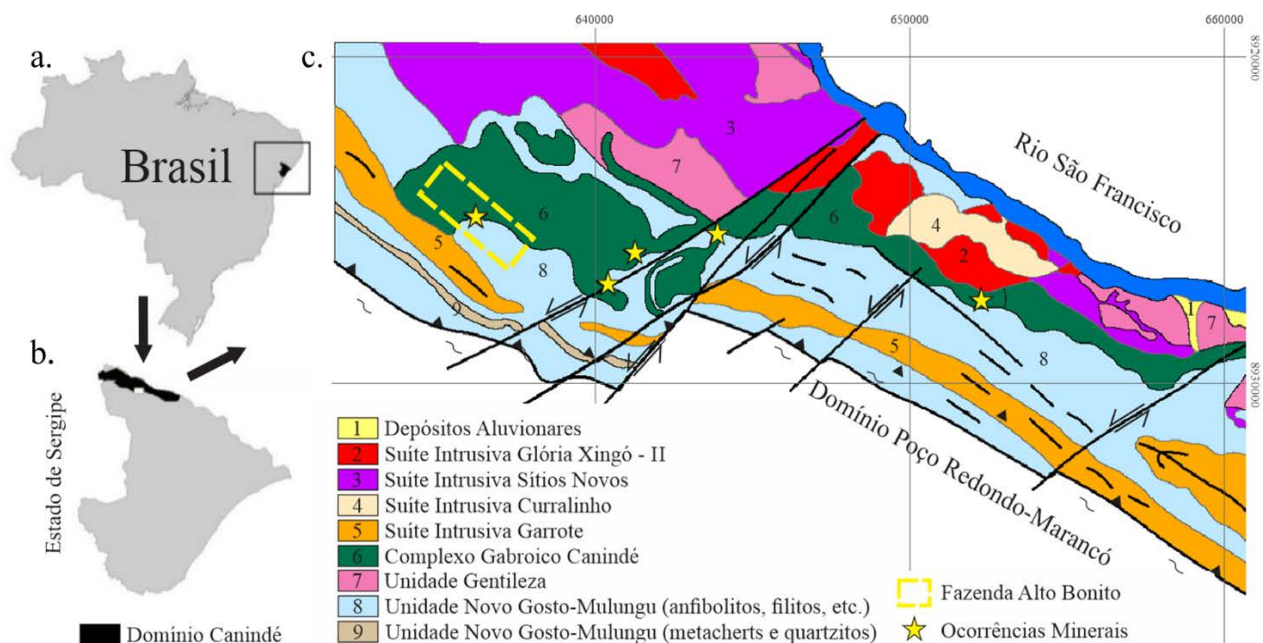 a.
Brasil
b.
Estado de Sergipe
Domínio Canindé
c.
640000
650000
660000
8920000
8930000
Rio São Francisco
3
7
6
6
4
2
5
8
9
1
7
5
8
Domínio Poço Redondo-Marancó
1 Depósitos Aluvionares
2 Suíte Intrusiva Glória Xingó - II
3 Suíte Intrusiva Sítios Novos
4 Suíte Intrusiva Curralinho
5 Suíte Intrusiva Garrote
6 Complexo Gabroico Canindé
7 Unidade Gentileza
8 Unidade Novo Gosto-Mulungu (anfibolitos, filitos, etc.)
9 Unidade Novo Gosto-Mulungu (metacherts e quartzitos)
Fazenda Alto Bonito
Ocorrências Minerais